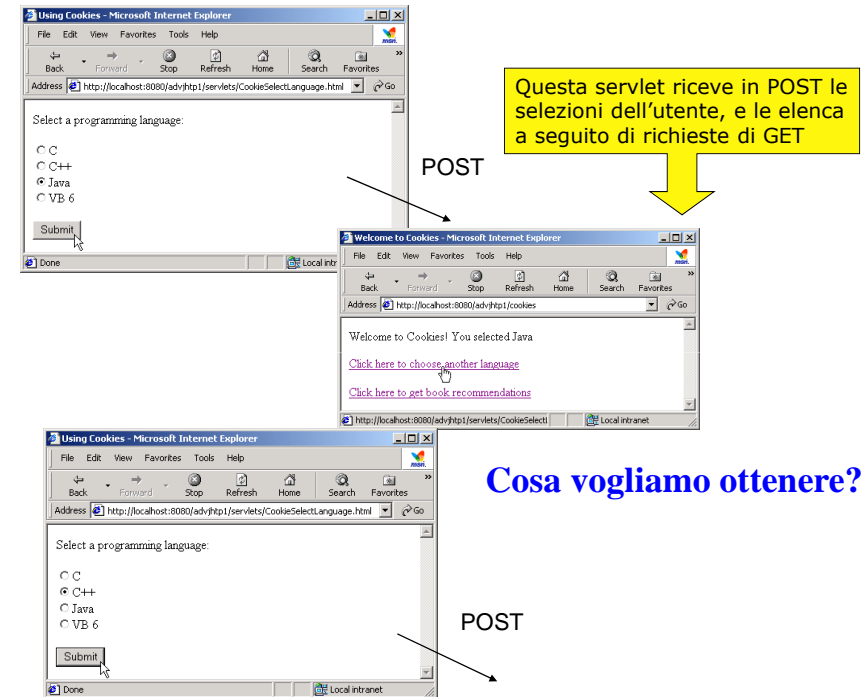 Using Cookies - Microsoft Internet Explorer
File Edit View Favorites Tools Help
msn.
Back Forward Stop Refresh Home Search Favorites »
Address http://localhost:8080/advjhtp1/servlets/CookieSelectLanguage.html Go
Select a programming language:
C
C++
Java
VB 6
Submit
Done Local intr
POST
Questa servlet riceve in POST le
selezioni dell'utente, e le elenca
a seguito di richieste di GET
Welcome to Cookies - Microsoft Internet Explorer
File Edit View Favorites Tools Help
msn.
Back Forward Stop Refresh Home Search Favorites »
Address http://localhost:8080/advjhtp1/cookies Go
Welcome to Cookies! You selected Java
Click here to choose another language
Click here to get book recommendations
http://localhost:8080/advjhtp1/servlets/CookieSelectL Local intranet
Cosa vogliamo ottenere?
Using Cookies - Microsoft Internet Explorer
File Edit View Favorites Tools Help
msn.
Back Forward Stop Refresh Home Search Favorites »
Address http://localhost:8080/advjhtp1/servlets/CookieSelectLanguage.html Go
Select a programming language:
C
C++
Java
VB 6
Submit
Done Local intranet
POST